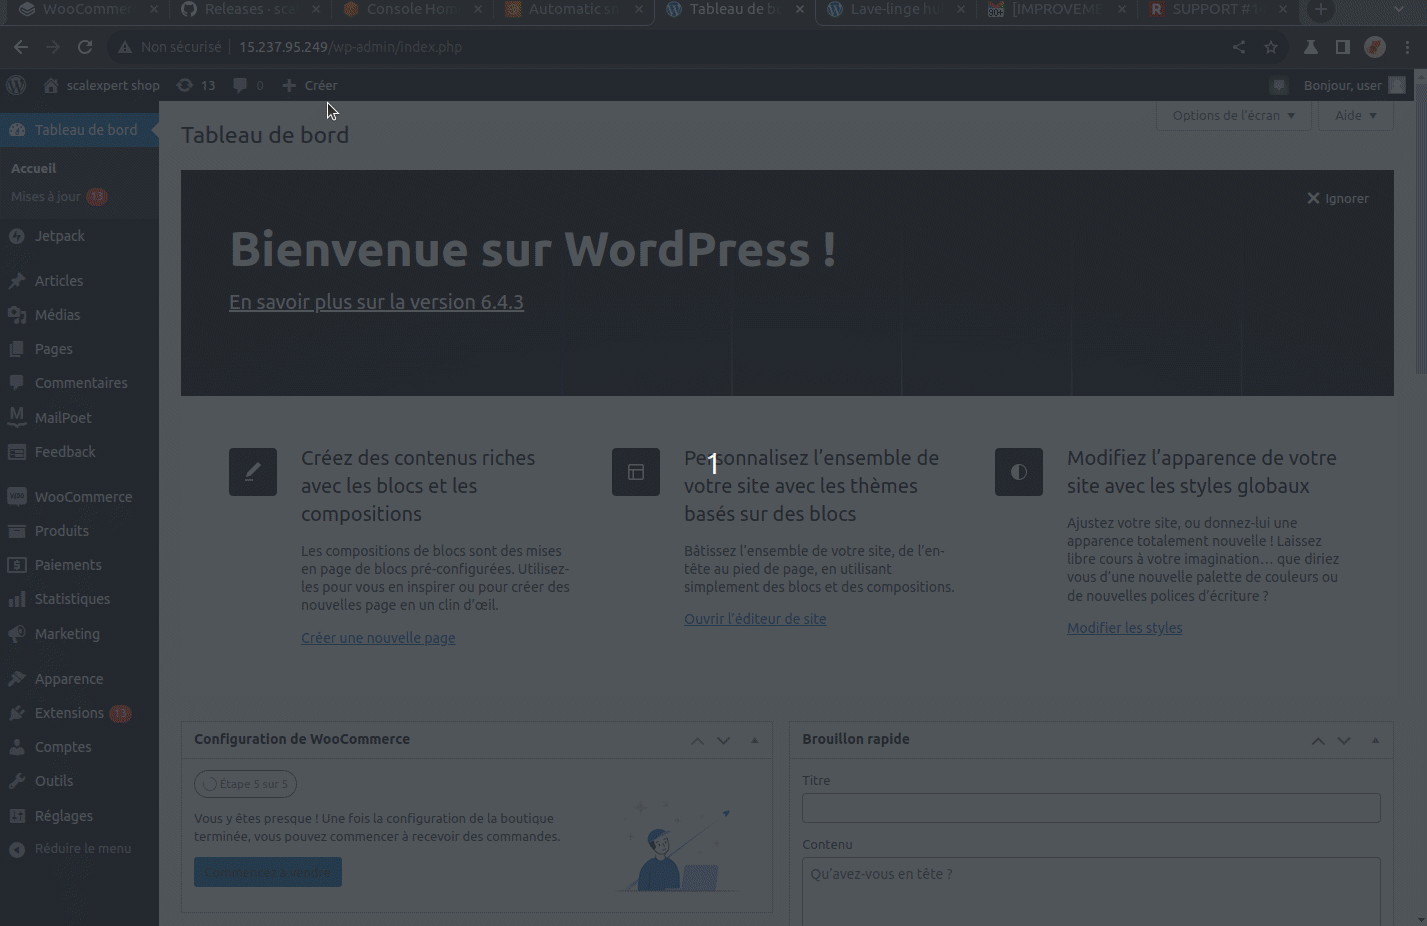 WooCommer
Releases · sca
Console Hom
Automatic s
Tableau de b
Lave-linge hu
[IMPROVEME
SUPPORT #1
Non sécurisé
15.237.95.249/wp-admin/index.php
scalexpert shop
13
0
Créer
Bonjour, user
Tableau de bord
Accueil
Mises à jour 13
Jetpack
Articles
Médias
Pages
Commentaires
MailPoet
Feedback
WooCommerce
Produits
Paiements
Statistiques
Marketing
Apparence
Extensions 13
Comptes
Outils
Réglages
Réduire le menu
Tableau de bord
Options de l’écran
Aide
Ignorer
Bienvenue sur WordPress !
En savoir plus sur la version 6.4.3
Créez des contenus riches
avec les blocs et les
compositions
Les compositions de blocs sont des mises
en page de blocs pré-configurées. Utilisez-
les pour vous en inspirer ou pour créer des
nouvelles page en un clin d’œil.
Créer une nouvelle page
1
Personnalisez l’ensemble de
votre site avec les thèmes
basés sur des blocs
Bâtissez l’ensemble de votre site, de l’en-
tête au pied de page, en utilisant
simplement des blocs et des compositions.
Ouvrir l’éditeur de site
Modifiez l’apparence de votre
site avec les styles globaux
Ajustez votre site, ou donnez-lui une
apparence totalement nouvelle ! Laissez
libre cours à votre imagination… que diriez
vous d’une nouvelle palette de couleurs ou
de nouvelles polices d’écriture ?
Modifier les styles
Configuration de WooCommerce
Étape 5 sur 5
Vous y êtes presque ! Une fois la configuration de la boutique
terminée, vous pouvez commencer à recevoir des commandes.
Commencez à vendre
Brouillon rapide
Titre
Contenu
Qu’avez-vous en tête ?